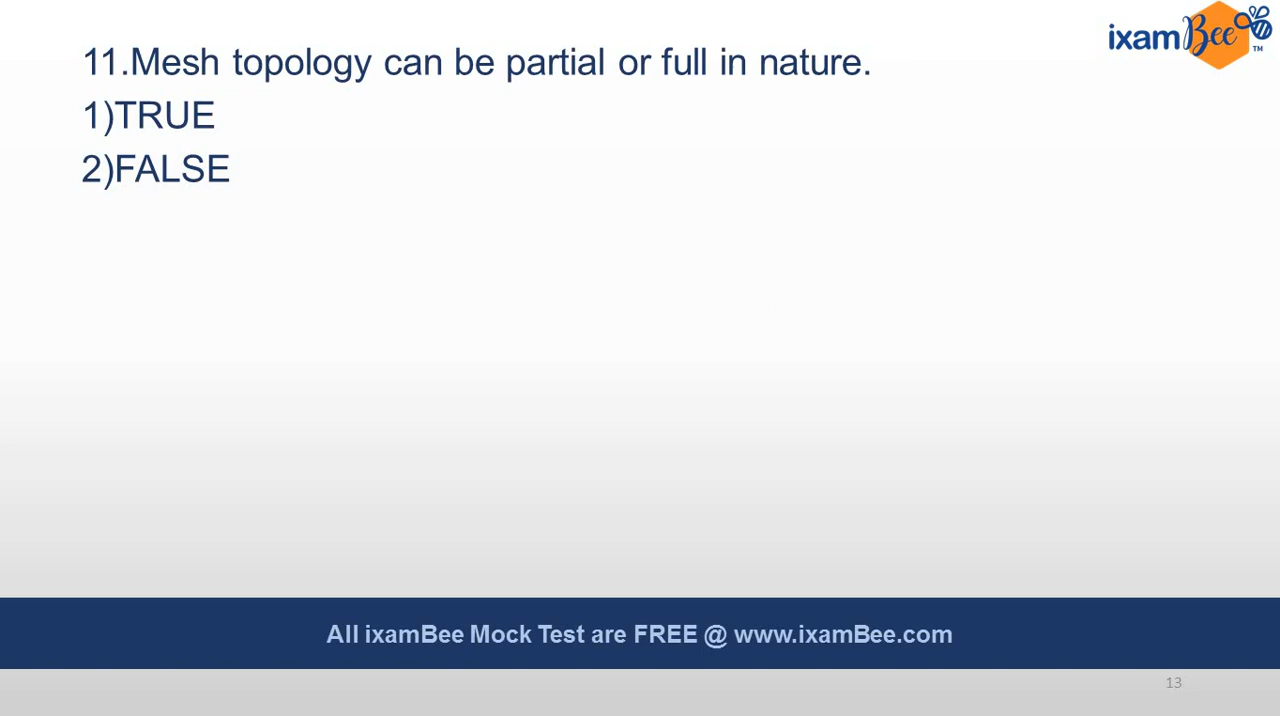 ixamBee™
11.Mesh topology can be partial or full in nature.
1)TRUE
2)FALSE
All ixamBee Mock Test are FREE @ www.ixamBee.com
13